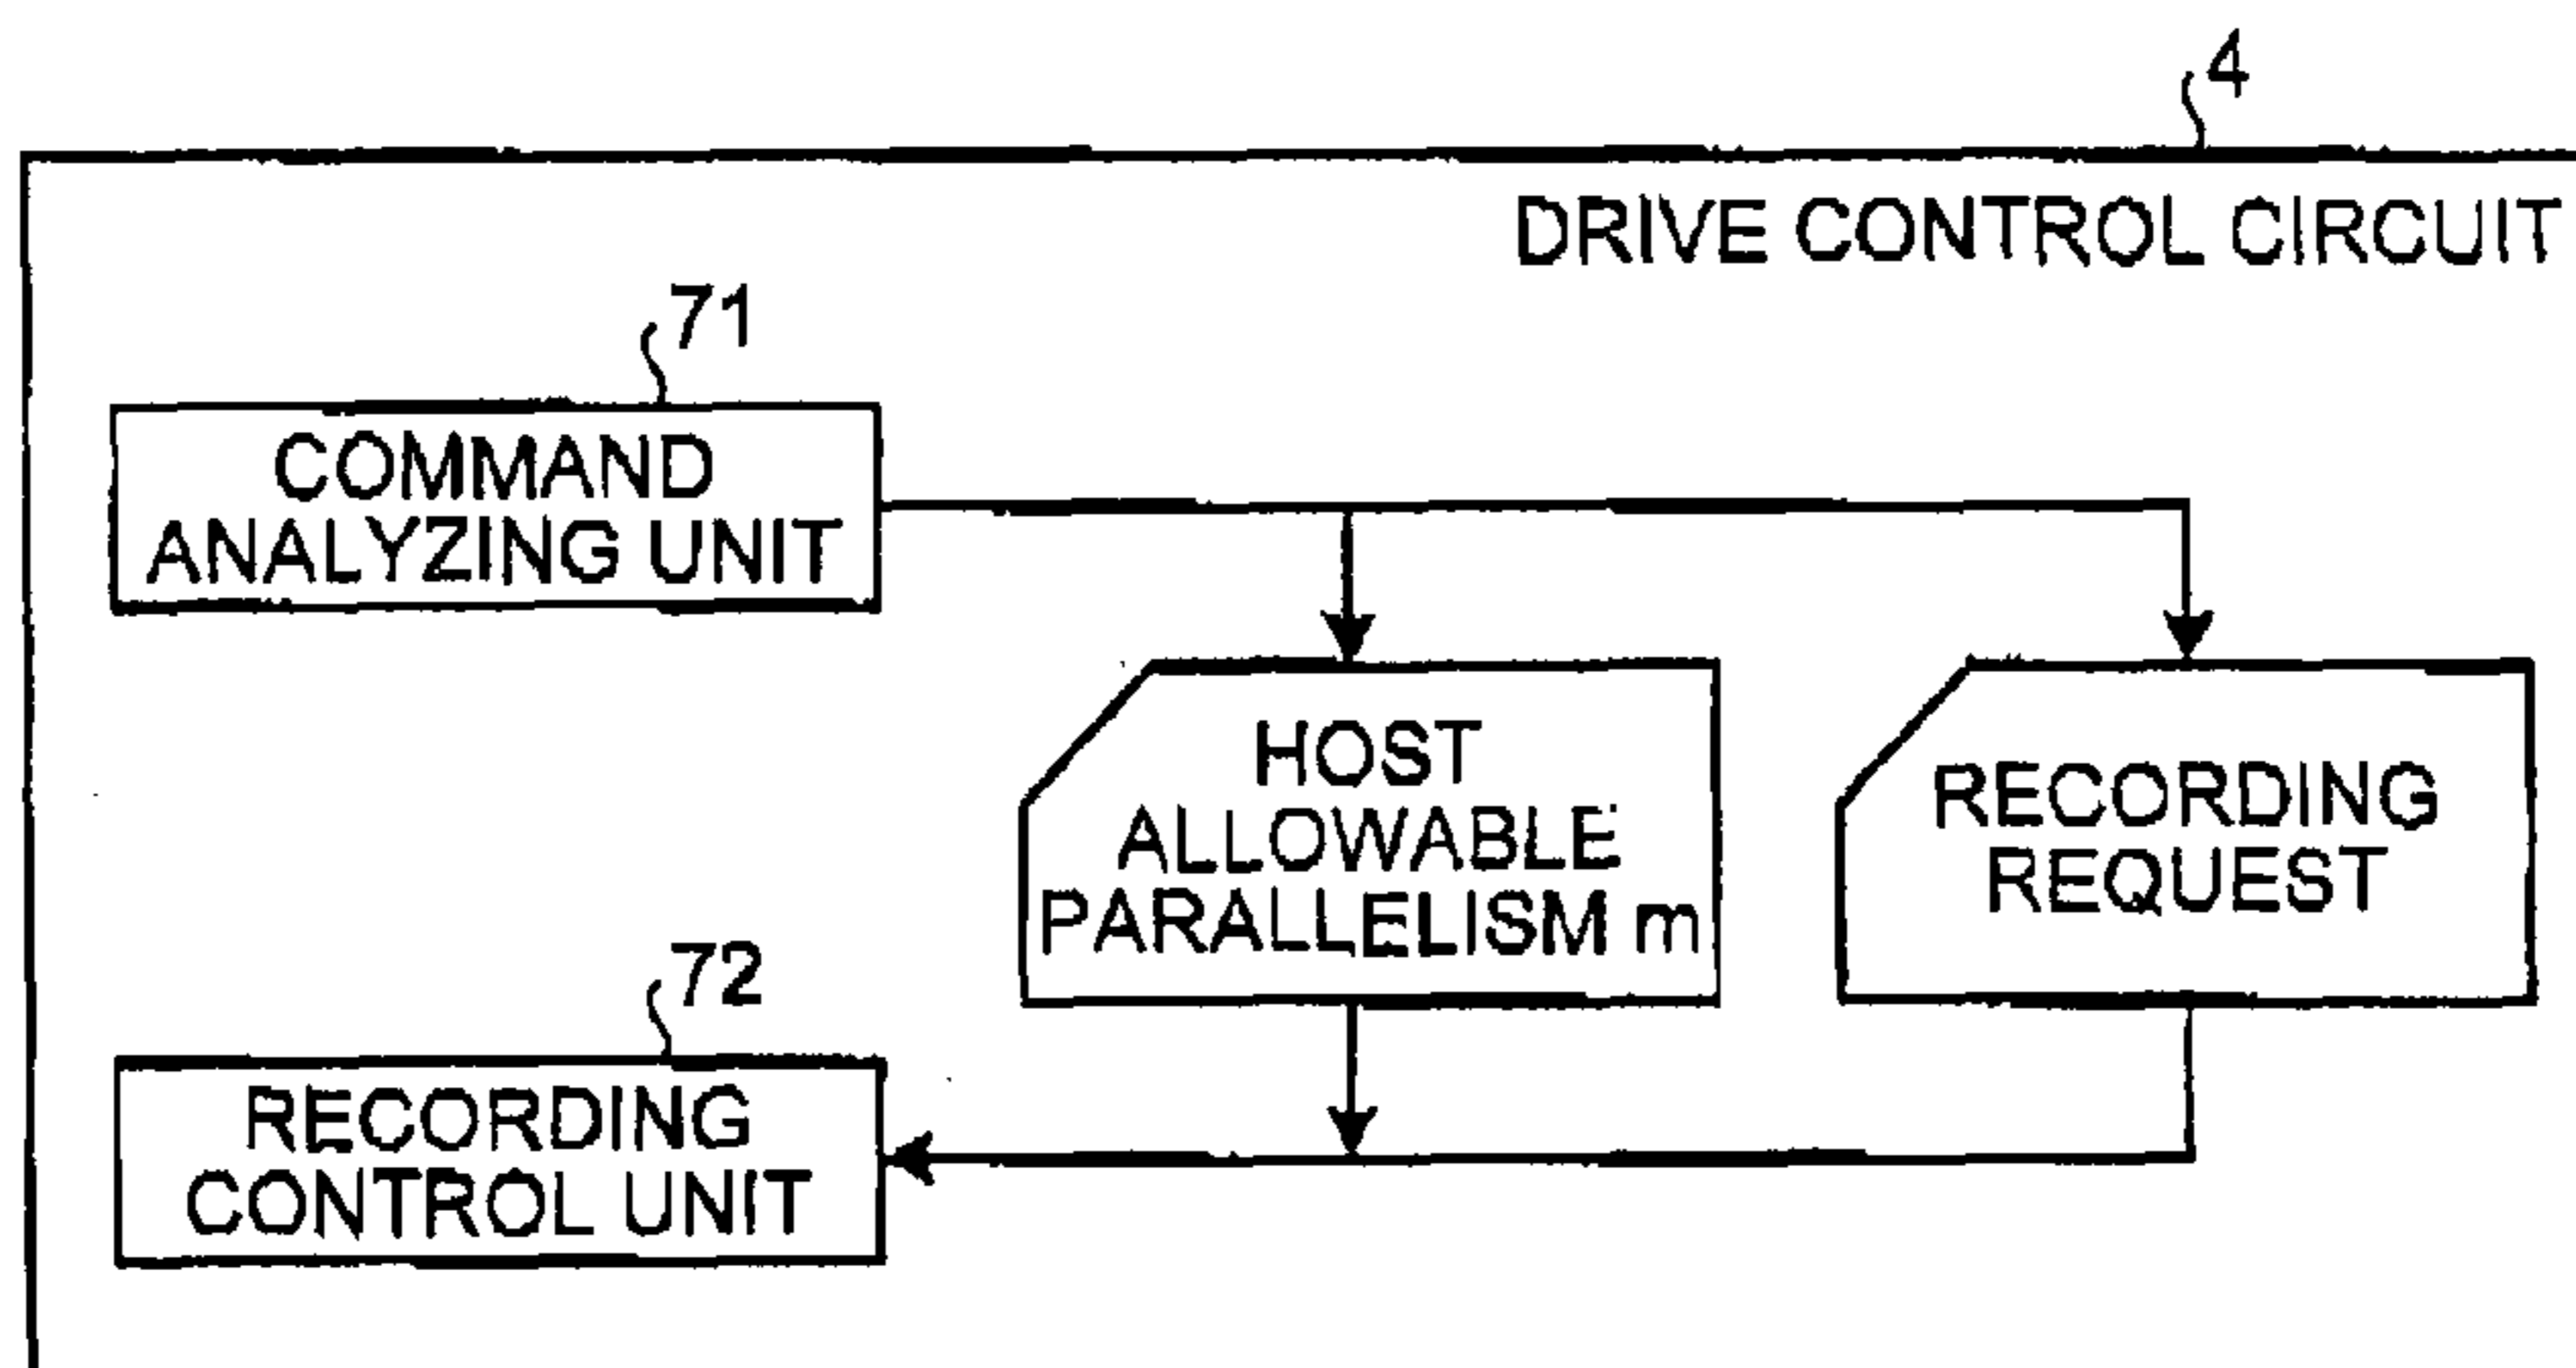 4
DRIVE CONTROL CIRCUIT
71
COMMAND
ANALYZING UNIT
HOST
ALLOWABLE
PARALLELISM m
RECORDING
REQUEST
72
RECORDING
CONTROL UNIT